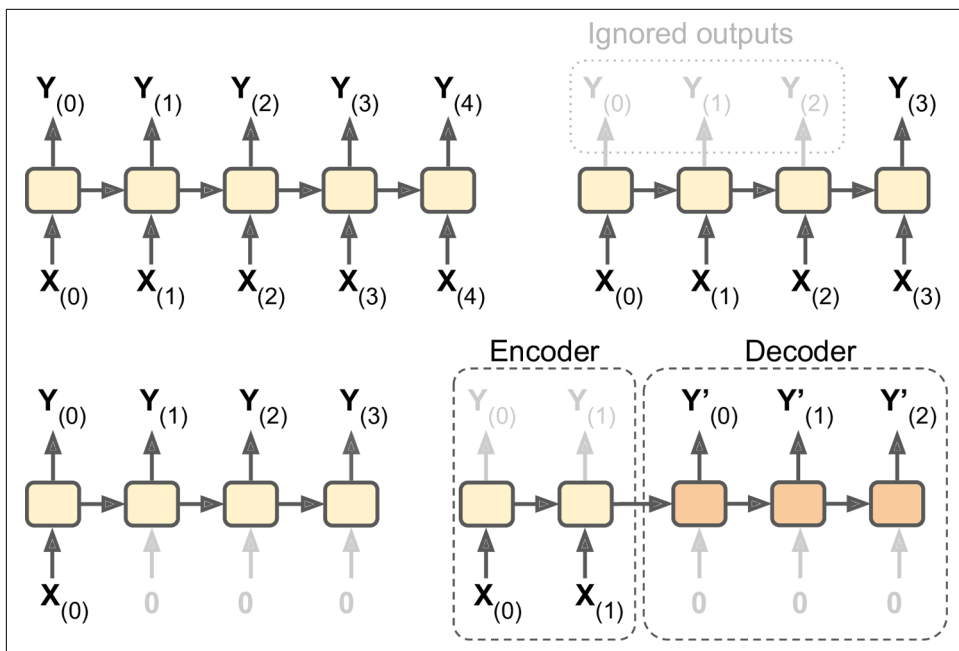 Ignored outputs
Y(0) Y(1) Y(2) Y(3) Y(4)
Y(0) Y(1) Y(2) Y(3)
X(0) X(1) X(2) X(3) X(4)
X(0) X(1) X(2) X(3)
Encoder Decoder
Y(0) Y(1) Y(2) Y(3)
Y(0) Y(1) Y'(0) Y'(1) Y'(2)
X(0) 0 0 0
X(0) X(1) 0 0 0